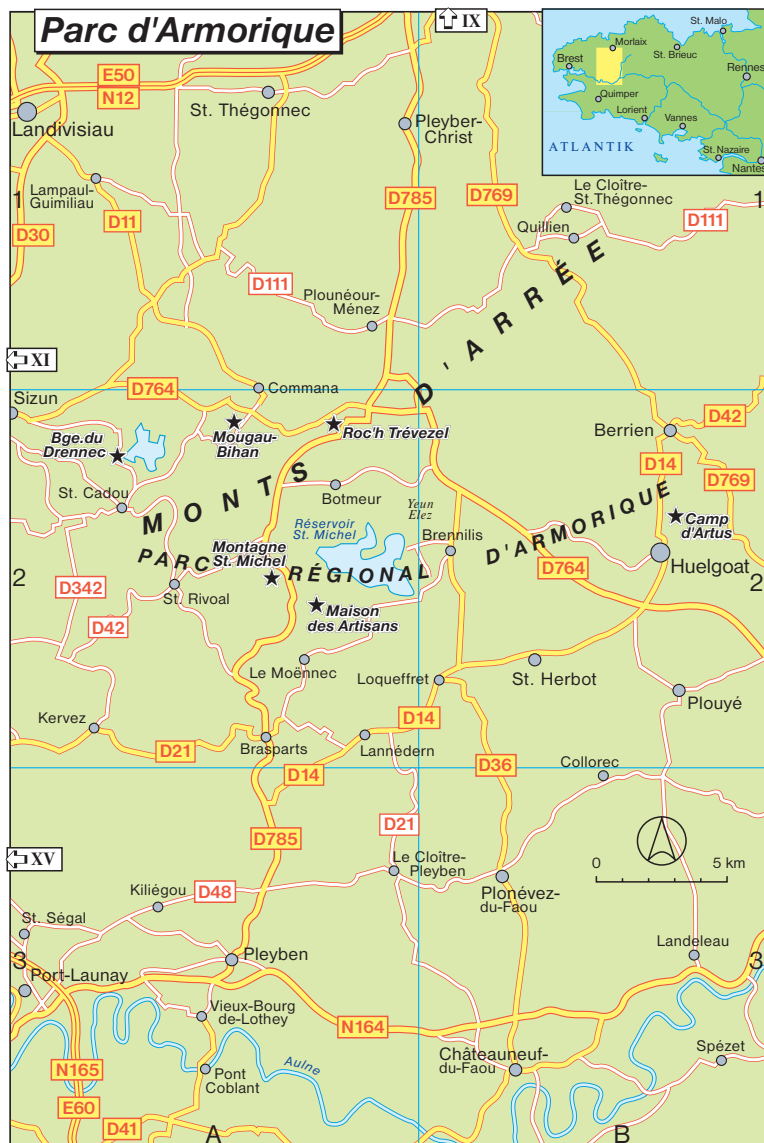 Parc d'Armorique
IX
St. Malo
Morlaix
St. Brieuc
Brest
Rennes
Quimper
Lorient
Vannes
ATLANTIK
St. Nazaire
Nantes
E50
N12
St. Thégonnec
Landivisiau
Pleyber-
Christ
Lampaul-
Guimiliau
1
D11
D785
D769
Le Cloître-
St.Thégonnec
1
D30
Quillien
D111
D111
Plounéour-
Ménez
D'ARRÉE
XI
Sizun
D764
Commana
D42
Bge.du
Drennec
Mougau-
Bihan
Roc'h Trévezel
Berrien
D14
D769
St. Cadou
MONTS
Botmeur
Yeun
Elez
Réservoir
St. Michel
Camp
d'Artus
Brennilis
PARC RÉGIONAL D'ARMORIQUE
Montagne
St. Michel
D764
Huelgoat
2
D342
St. Rivoal
2
Maison
des Artisans
D42
Le Moënnec
Loqueffret
St. Herbot
Plouyé
Kervez
D21
Brasparts
Lannédern
D14
D14
D36
Collorec
D785
D21
XV
Le Cloître-
Pleyben
0
5 km
Kiliégou
D48
Plonévez-
du-Faou
St. Ségal
Landeleau
3
Pleyben
3
Port-Launay
Vieux-Bourg
de-Lothey
N164
N165
Pont
Coblant
Aulne
Châteauneuf-
du-Faou
Spézet
E60
D41
A
B